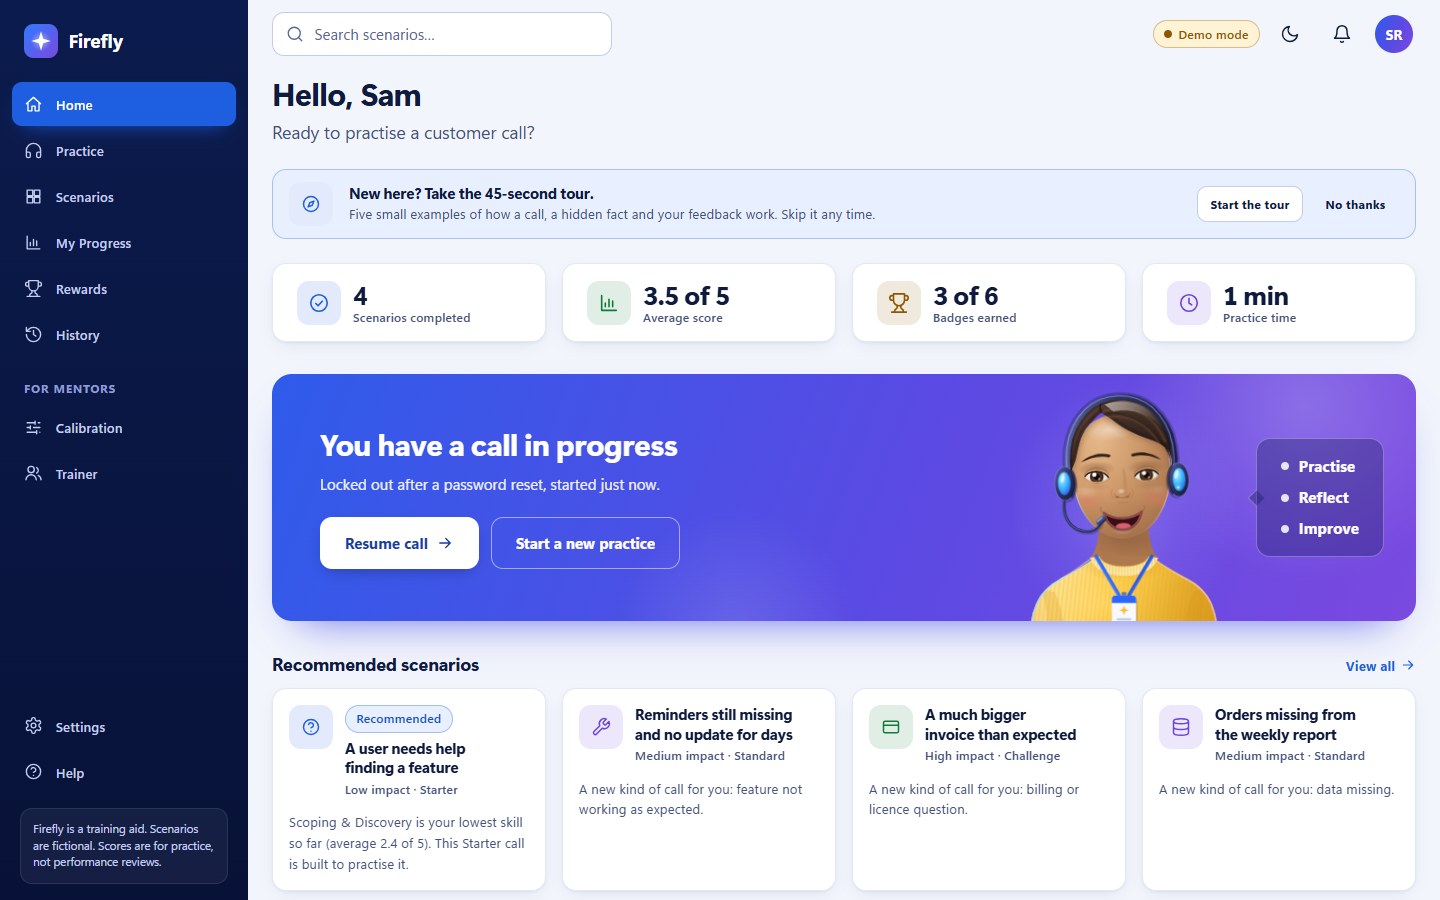 Firefly
Home
Practice
Scenarios
My Progress
Rewards
History
FOR MENTORS
Calibration
Trainer
Settings
Help
Firefly is a training aid. Scenarios
are fictional. Scores are for practice,
not performance reviews.
Search scenarios...
Demo mode
SR
Hello, Sam
Ready to practise a customer call?
New here? Take the 45-second tour.
Five small examples of how a call, a hidden fact and your feedback work. Skip it any time.
Start the tour
No thanks
4
Scenarios completed
3.5 of 5
Average score
3 of 6
Badges earned
1 min
Practice time
You have a call in progress
Locked out after a password reset, started just now.
Resume call
Start a new practice
Practise
Reflect
Improve
Recommended scenarios
View all
Recommended
A user needs help
finding a feature
Low impact · Starter
Scoping & Discovery is your lowest skill
so far (average 2.4 of 5). This Starter call
is built to practise it.
Reminders still missing
and no update for days
Medium impact · Standard
A new kind of call for you: feature not
working as expected.
A much bigger
invoice than expected
High impact · Challenge
A new kind of call for you: billing or
licence question.
Orders missing from
the weekly report
Medium impact · Standard
A new kind of call for you: data missing.